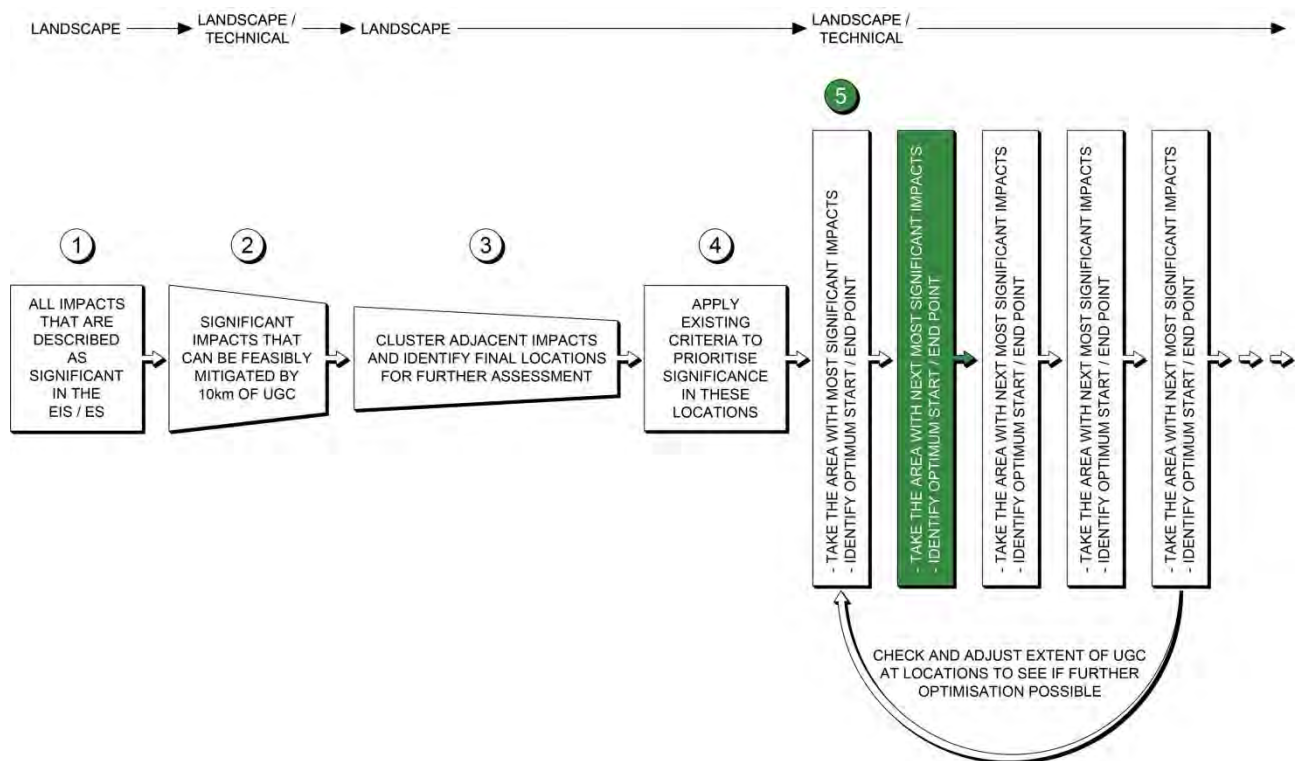 LANDSCAPE
LANDSCAPE /
TECHNICAL
LANDSCAPE
LANDSCAPE /
TECHNICAL
1
ALL IMPACTS
THAT ARE
DESCRIBED
AS
SIGNIFICANT
IN THE
EIS / ES
2
SIGNIFICANT
IMPACTS THAT
CAN BE FEASIBLY
MITIGATED BY
10km OF UGC
3
CLUSTER ADJACENT IMPACTS
AND IDENTIFY FINAL LOCATIONS
FOR FURTHER ASSESSMENT
4
APPLY
EXISTING
CRITERIA TO
PRIORITISE
SIGNIFICANCE
IN THESE
LOCATIONS
5
- TAKE THE AREA WITH MOST SIGNIFICANT IMPACTS
- IDENTIFY OPTIMUM START / END POINT
- TAKE THE AREA WITH NEXT MOST SIGNIFICANT IMPACTS
- IDENTIFY OPTIMUM START / END POINT
- TAKE THE AREA WITH NEXT MOST SIGNIFICANT IMPACTS
- IDENTIFY OPTIMUM START / END POINT
- TAKE THE AREA WITH NEXT MOST SIGNIFICANT IMPACTS
- IDENTIFY OPTIMUM START / END POINT
- TAKE THE AREA WITH NEXT MOST SIGNIFICANT IMPACTS
- IDENTIFY OPTIMUM START / END POINT
CHECK AND ADJUST EXTENT OF UGC
AT LOCATIONS TO SEE IF FURTHER
OPTIMISATION POSSIBLE